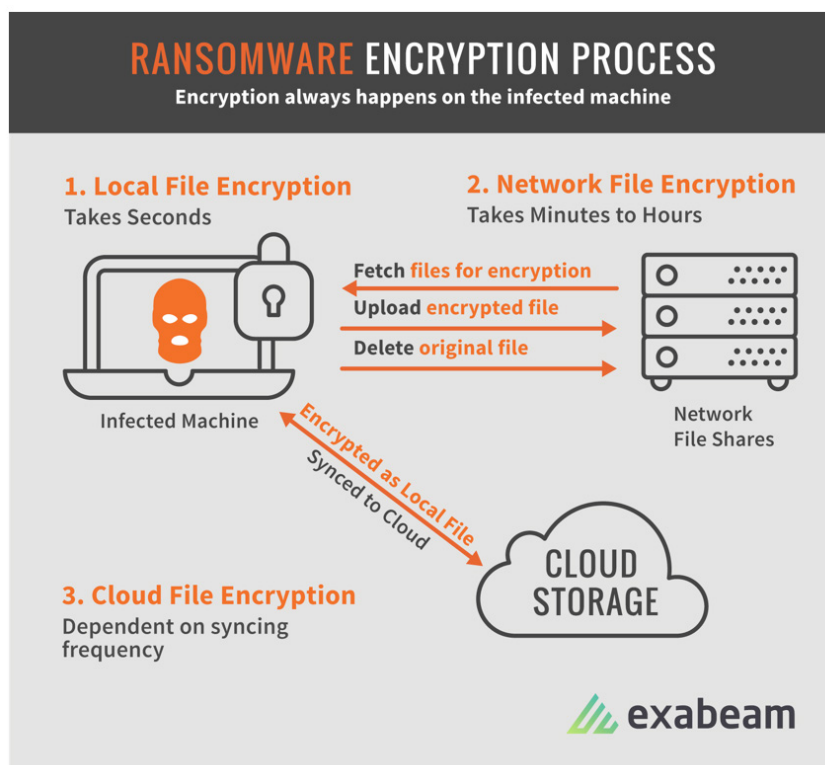 RANSOMWARE ENCRYPTION PROCESS
Encryption always happens on the infected machine
1. Local File Encryption
Takes Seconds
Infected Machine
2. Network File Encryption
Takes Minutes to Hours
Fetch files for encryption
Upload encrypted file
Delete original file
Network
File Shares
Encrypted as Local File
Synced to Cloud
CLOUD
STORAGE
3. Cloud File Encryption
Dependent on syncing
frequency
exabeam